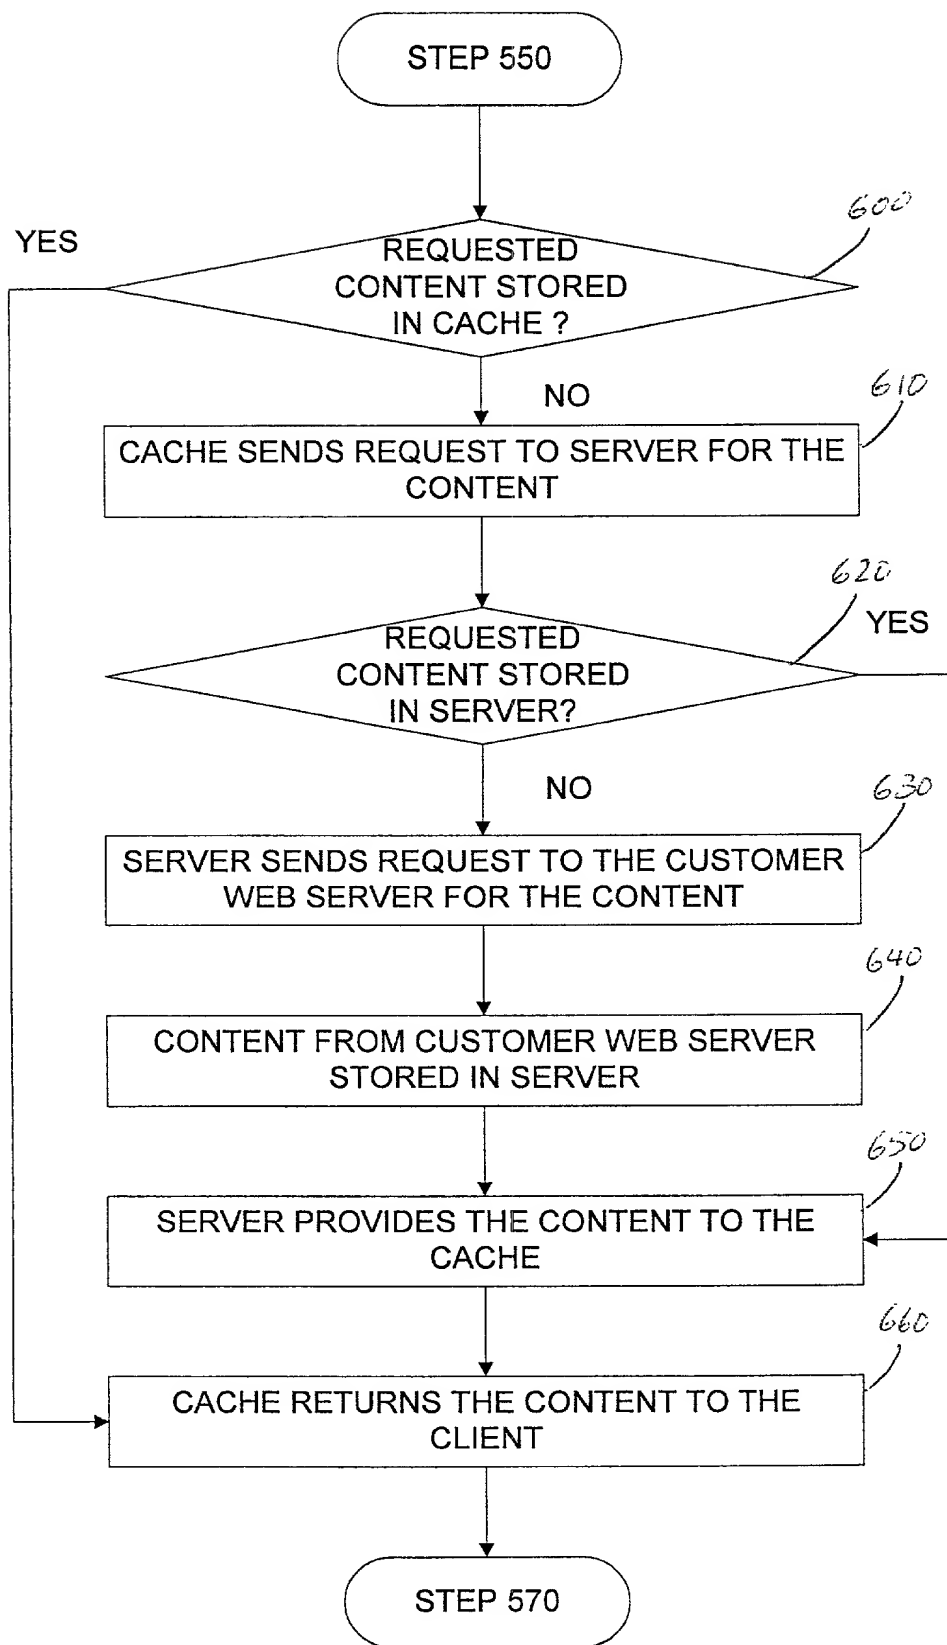 STEP 550
600
YES
REQUESTED
CONTENT STORED
IN CACHE ?
NO
610
CACHE SENDS REQUEST TO SERVER FOR THE
CONTENT
620
YES
REQUESTED
CONTENT STORED
IN SERVER?
NO
630
SERVER SENDS REQUEST TO THE CUSTOMER
WEB SERVER FOR THE CONTENT
640
CONTENT FROM CUSTOMER WEB SERVER
STORED IN SERVER
650
SERVER PROVIDES THE CONTENT TO THE
CACHE
660
CACHE RETURNS THE CONTENT TO THE
CLIENT
STEP 570